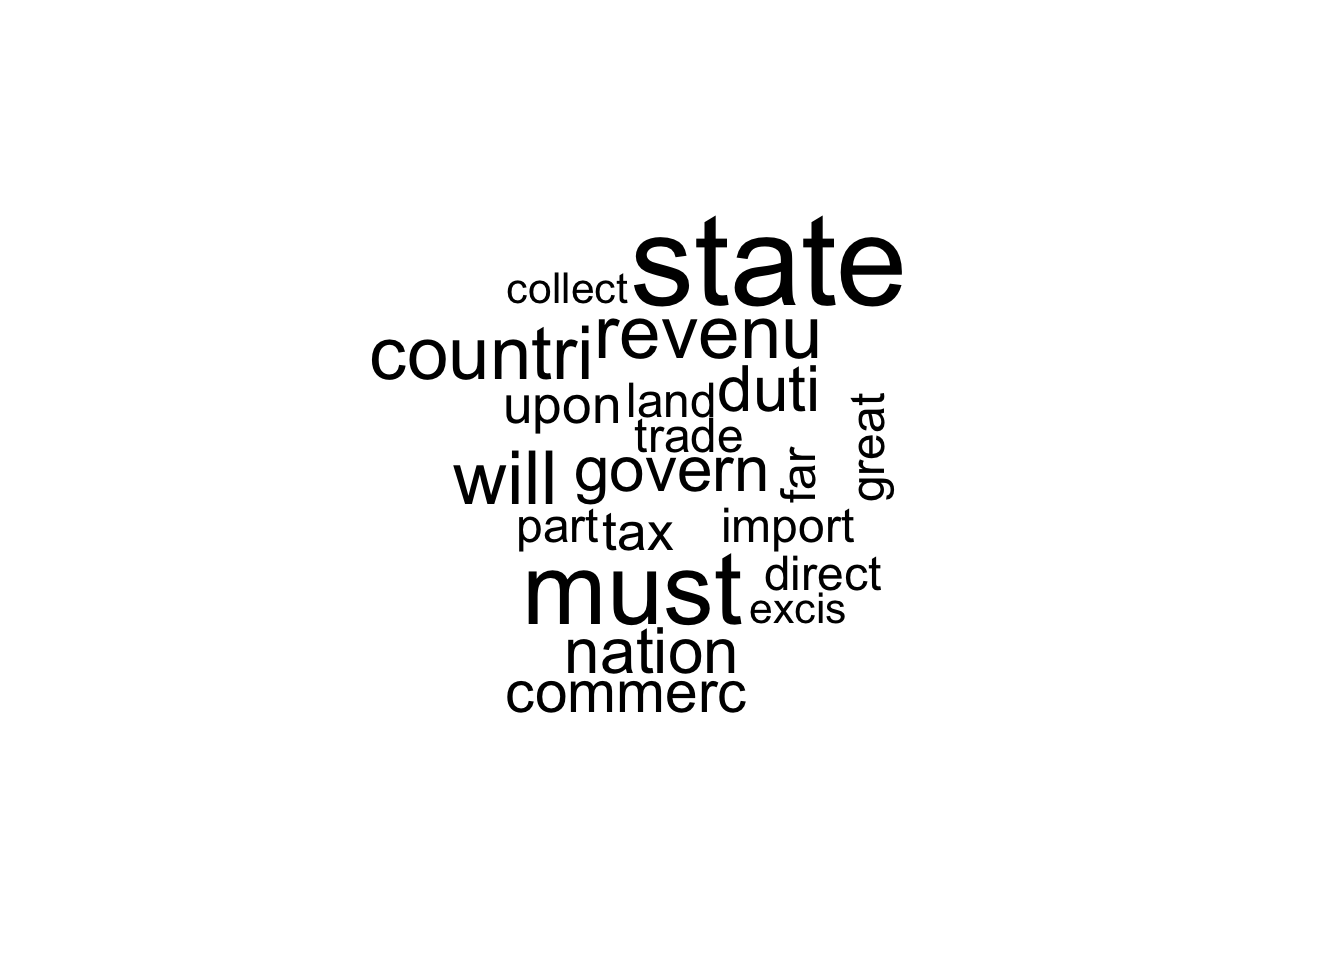 state
collect
revenu
countri
duti
upon
land
great
trade
will
govern
far
part
tax
import
must
direct
excis
nation
commerc